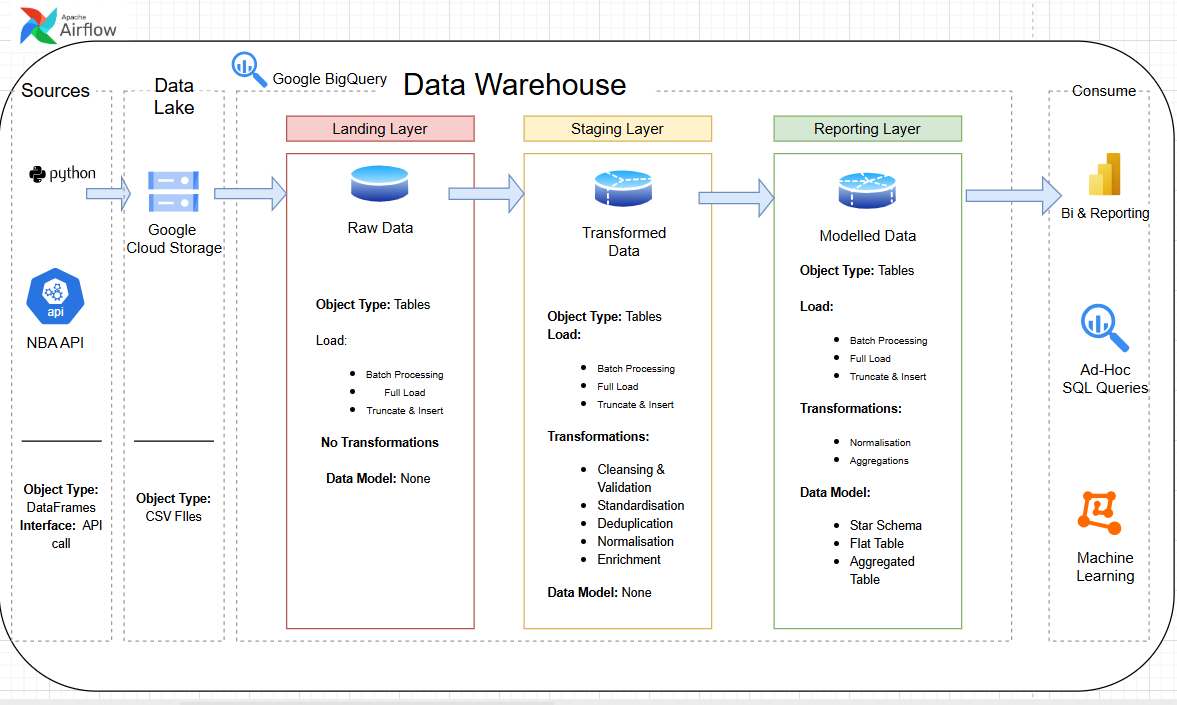 Apache
Airflow
Sources
python
NBA API
Object Type:
DataFrames
Interface: API
call
Data
Lake
Google
Cloud Storage
Object Type:
CSV FIles
Google BigQuery
Data Warehouse
Landing Layer
Raw Data
Object Type: Tables
Load:
Batch Processing
Full Load
Truncate & Insert
No Transformations
Data Model: None
Staging Layer
Transformed
Data
Object Type: Tables
Load:
Batch Processing
Full Load
Truncate & Insert
Transformations:
Cleansing &
Validation
Standardisation
Deduplication
Normalisation
Enrichment
Data Model: None
Reporting Layer
Modelled Data
Object Type: Tables
Load:
Batch Processing
Full Load
Truncate & Insert
Transformations:
Normalisation
Aggregations
Data Model:
Star Schema
Flat Table
Aggregated
Table
Consume
Bi & Reporting
Ad-Hoc
SQL Queries
Machine
Learning
api